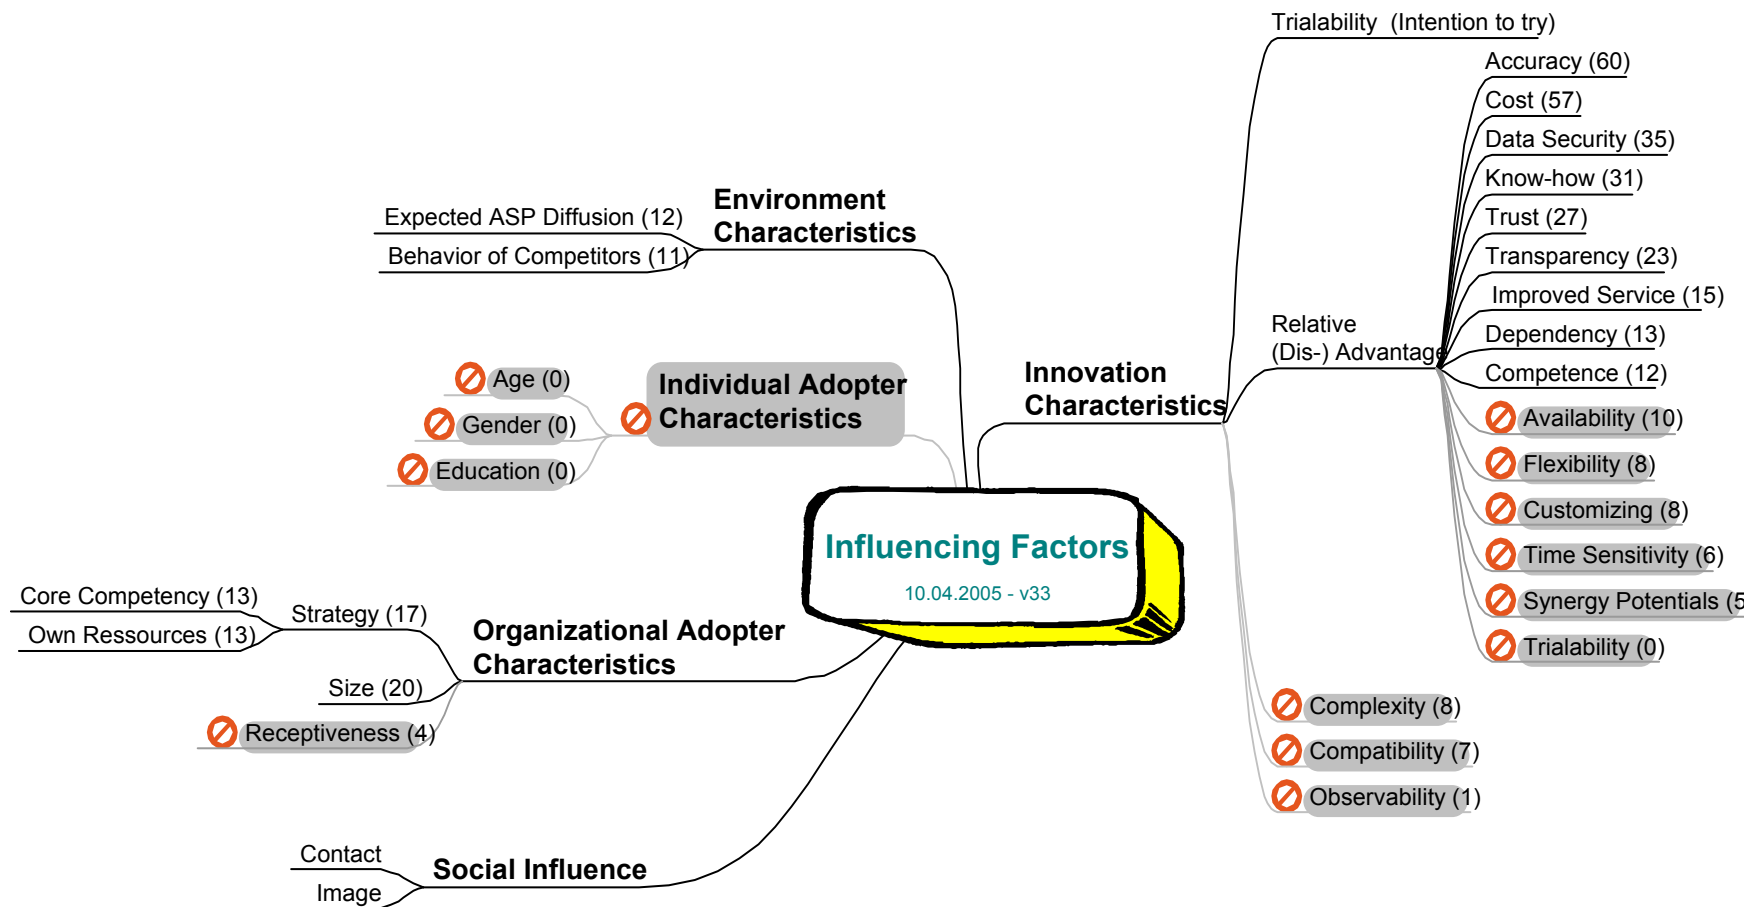 Trialability  (Intention to try)
Accuracy (60)
Cost (57)
Data Security (35)
Know-how (31)
Trust (27)
Transparency (23)
Improved Service (15)
Dependency (13)
Competence (12)
Availability (10)
Flexibility (8)
Customizing (8)
Time Sensitivity (6)
Synergy Potentials (5
Trialability (0)
Relative
(Dis-) Advantage
Innovation
Characteristics
Complexity (8)
Compatibility (7)
Observability (1)
Environment
Characteristics
Expected ASP Diffusion (12)
Behavior of Competitors (11)
Individual Adopter
Characteristics
Age (0)
Gender (0)
Education (0)
Influencing Factors
10.04.2005 - v33
Organizational Adopter
Characteristics
Strategy (17)
Core Competency (13)
Own Ressources (13)
Size (20)
Receptiveness (4)
Social Influence
Contact
Image